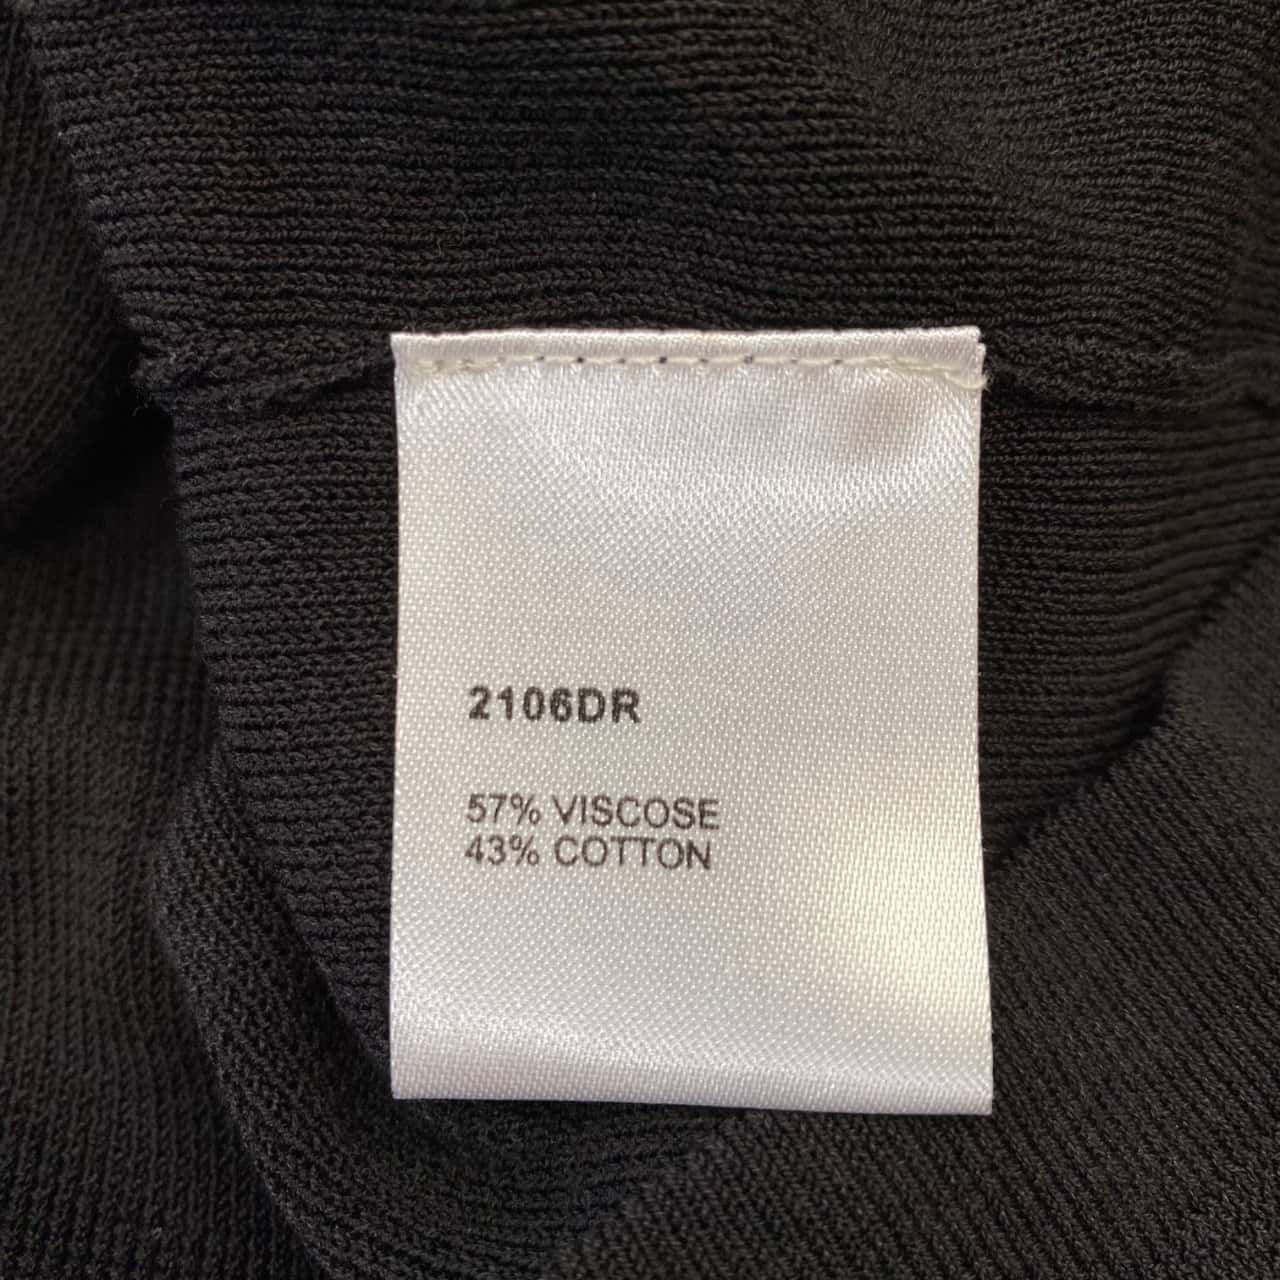 2106DR
57% VISCOSE
43% COTTON